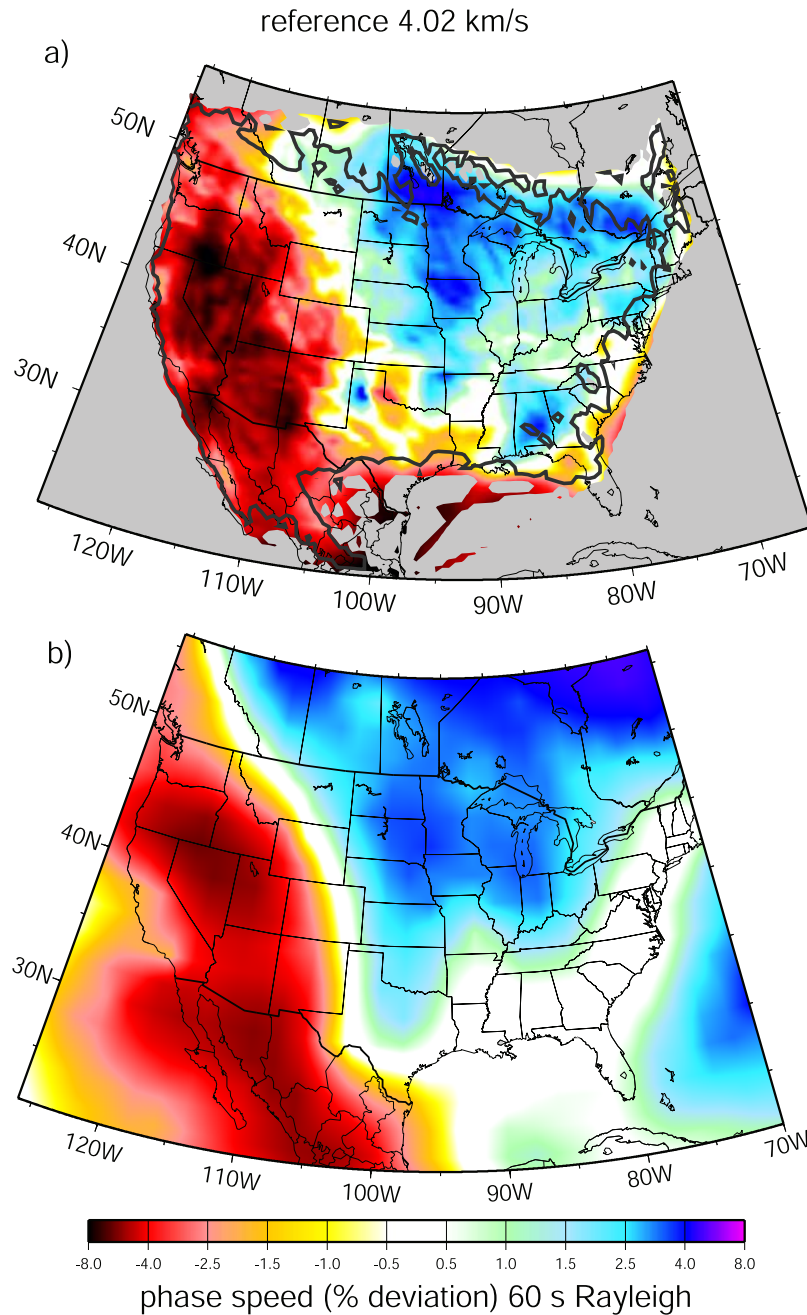 reference 4.02 km/s
a)
50N
40N
30N
120W
110W
100W
90W
80W
70W
b)
50N
40N
30N
120W
110W
100W
90W
80W
70W
-8.0 -4.0 -2.5 -1.5 -1.0 -0.5 0.5 1.0 1.5 2.5 4.0 8.0
phase speed (% deviation) 60 s Rayleigh